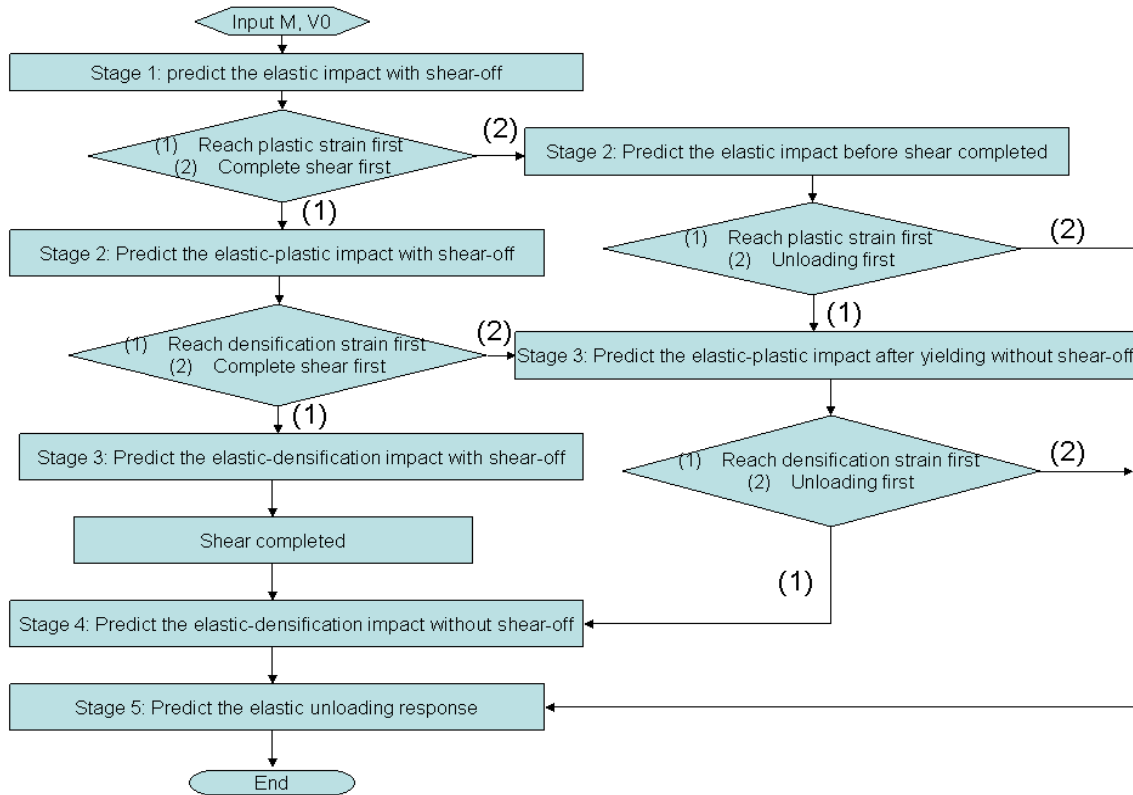 Input M, V0
Stage 1: predict the elastic impact with shear-off
(1) Reach plastic strain first
(2) Complete shear first
(2)
Stage 2: Predict the elastic impact before shear completed
(1)
Stage 2: Predict the elastic-plastic impact with shear-off
(1) Reach plastic strain first
(2) Unloading first
(2)
(1)
(1) Reach densification strain first
(2) Complete shear first
(2)
Stage 3: Predict the elastic-plastic impact after yielding without shear-off
(1)
Stage 3: Predict the elastic-densification impact with shear-off
(1) Reach densification strain first
(2) Unloading first
(2)
Shear completed
(1)
Stage 4: Predict the elastic-densification impact without shear-off
Stage 5: Predict the elastic unloading response
End